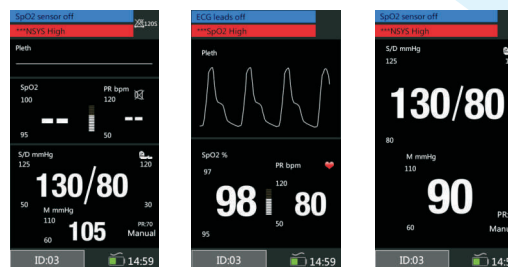 SpO2 sensor off
***NSYS High
120S
Pleth
SpO2
100
95
PR bpm
120
50
-- --
S/D mmHg
125
50
130/80
120
30
M mmHg
110
60
105
PR:70
Manual
ID:03 14:59
ECG leads off
***SpO2 High
Pleth
SpO2 %
97
95
98
PR bpm
120
50
80
ID:03 14:59
SpO2 sensor off
***NSYS High
S/D mmHg
125
80
130/80
M mmHg
110
60
90
ID:03